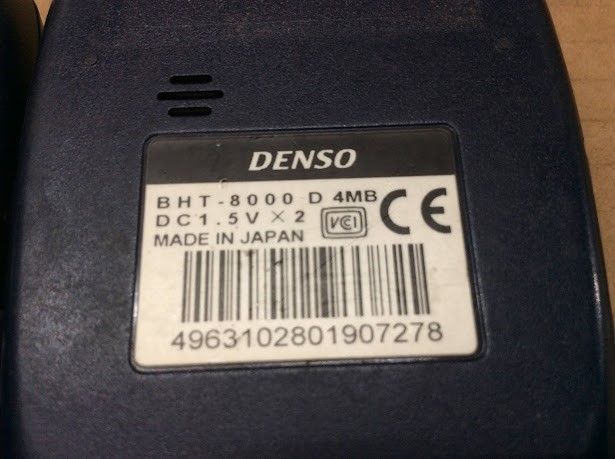 DENSO
BHT-8000 D 4MB
DC1.5V × 2 VCI CE
MADE IN JAPAN
4963102801907278